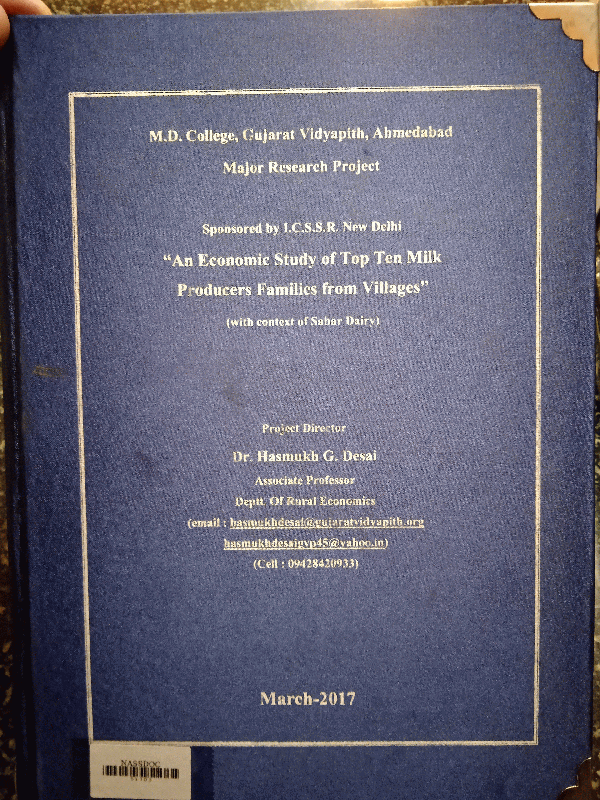 M.D. College, Gujarat Vidyapith, Ahmedabad
Major Research Project
Sponsored by I.C.S.S.R. New Delhi
“An Economic Study of Top Ten Milk
Producers Families from Villages”
(with context of Sabar Dairy)
Project Director
Dr. Hasmukh G. Desai
Associate Professor
Deptt. Of Rural Economics
(email : hasmukhdesai@gujaratvidyapith.org
hasmukhdesaigvp45@yahoo.in)
(Cell : 09428420933)
March-2017
NASSDOC